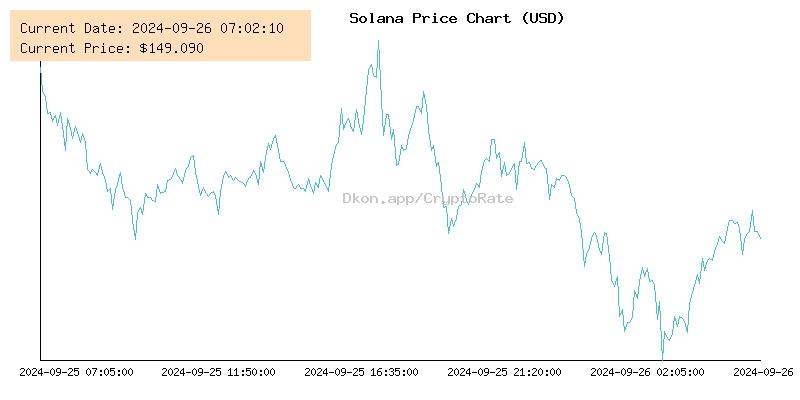 Solana Price Chart (USD)
Current Date: 2024-09-26 07:02:10
Current Price: $149.090
Dkon.app/CryptoRate
2024-09-25 07:05:00
2024-09-25 11:50:00
2024-09-25 16:35:00
2024-09-25 21:20:00
2024-09-26 02:05:00
2024-09-26